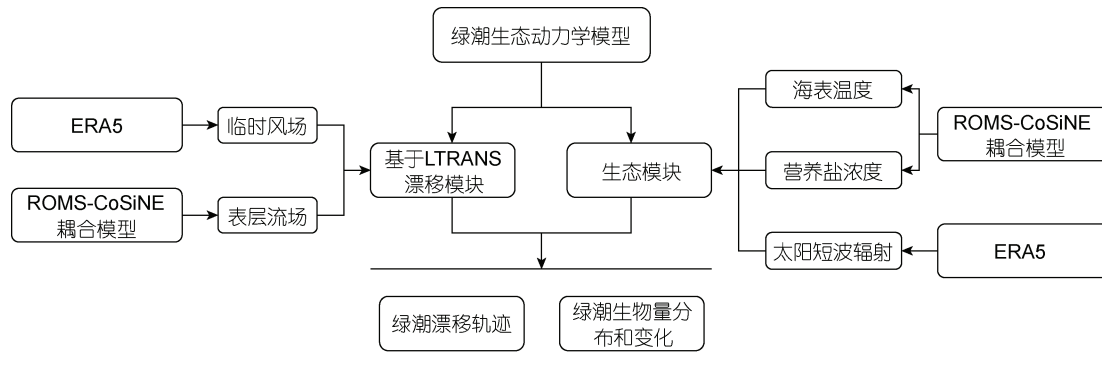 绿潮生态动力学模型
ERA5
临时风场
ROMS-CoSiNE
耦合模型
表层流场
基于LTRANS
漂移模块
生态模块
海表温度
营养盐浓度
太阳短波辐射
ROMS-CoSiNE
耦合模型
ERA5
绿潮漂移轨迹
绿潮生物量分
布和变化